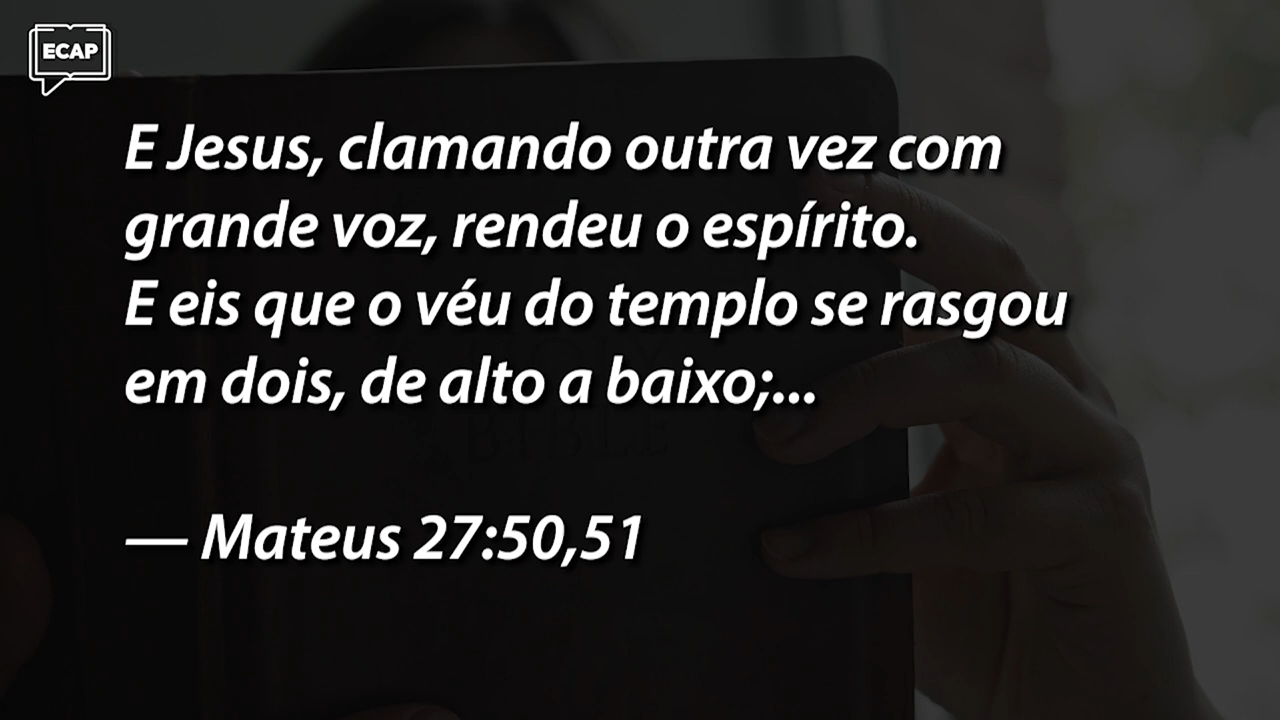 ECAP
E Jesus, clamando outra vez com
grande voz, rendeu o espírito.
E eis que o véu do templo se rasgou
em dois, de alto a baixo;...
— Mateus 27:50,51
BIBLE